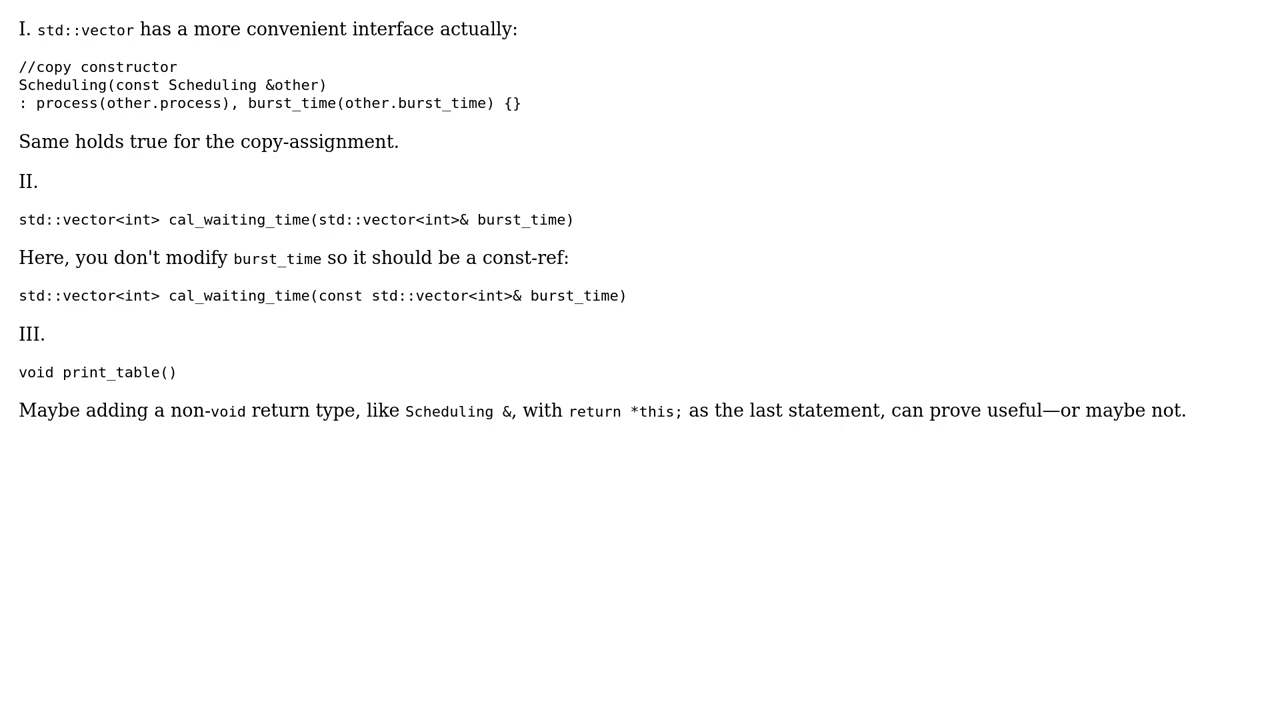 I. std::vector has a more convenient interface actually:
//copy constructor
Scheduling(const Scheduling &other)
: process(other.process), burst_time(other.burst_time) {}
Same holds true for the copy-assignment.
II.
std::vector<int> cal_waiting_time(std::vector<int>& burst_time)
Here, you don't modify burst_time so it should be a const-ref:
std::vector<int> cal_waiting_time(const std::vector<int>& burst_time)
III.
void print_table()
Maybe adding a non-void return type, like Scheduling &, with return *this; as the last statement, can prove useful—or maybe not.